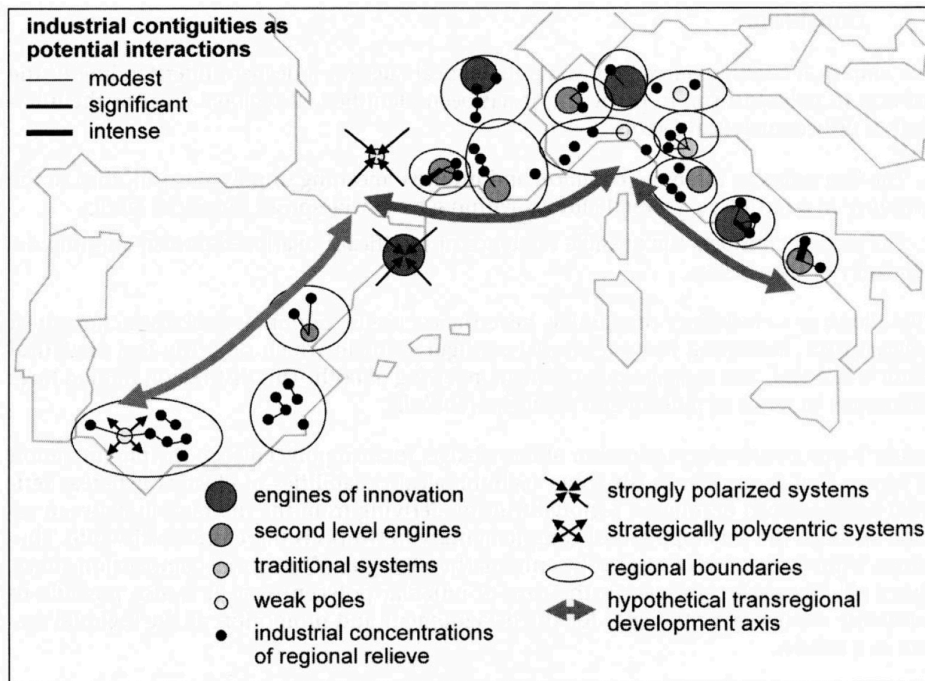 industrial contiguities as
potential interactions
modest
significant
intense
engines of innovation
second level engines
traditional systems
weak poles
industrial concentrations
of regional relieve
strongly polarized systems
strategically polycentric systems
regional boundaries
hypothetical transregional
development axis